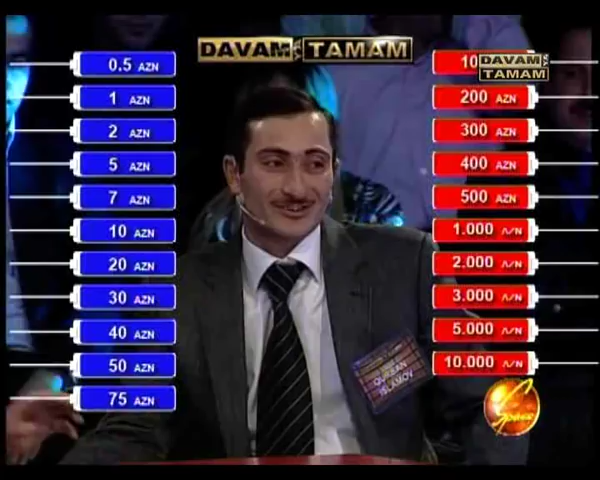 DAVAM TAMAM
DAVAM
TAMAM
0.5 AZN
1 AZN
2 AZN
5 AZN
7 AZN
10 AZN
20 AZN
30 AZN
40 AZN
50 AZN
75 AZN
200 AZN
300 AZN
400 AZN
500 AZN
1.000 AZN
2.000 AZN
3.000 AZN
5.000 AZN
10.000 AZN
ISLAMOV